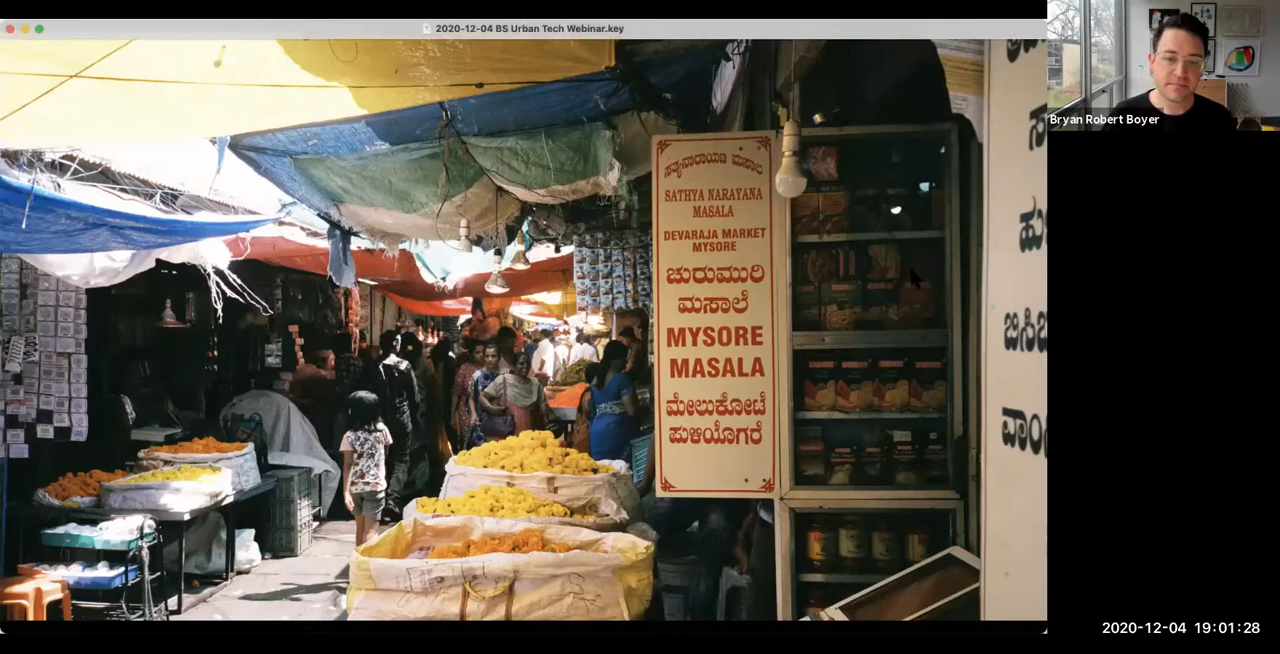 2020-12-04 BS Urban Tech Webinar.key
Bryan Robert Boyer
ಸತ್ಯನಾರಾಯಣ ಮಸಾಲ
SATHYA NARAYANA
MASALA
DEVARAJA MARKET
MYSORE
ಚುರುಮುರಿ
ಮಸಾಲೆ
MYSORE
MASALA
ಮೇಲುಕೋಟೆ
ಪುಳಿಯೊಗರೆ
2020-12-04 19:01:28